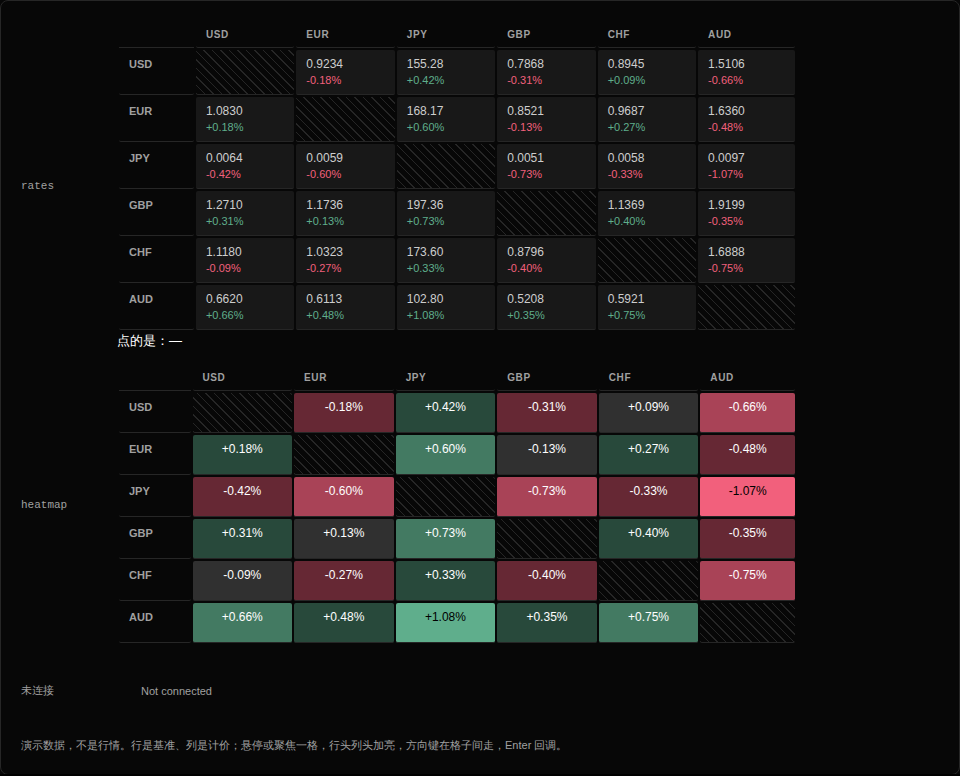 USD EUR JPY GBP CHF AUD
USD 0.9234 155.28 0.7868 0.8945 1.5106
-0.18% +0.42% -0.31% +0.09% -0.66%
EUR 1.0830 168.17 0.8521 0.9687 1.6360
+0.18% +0.60% -0.13% +0.27% -0.48%
JPY 0.0064 0.0059 0.0051 0.0058 0.0097
-0.42% -0.60% -0.73% -0.33% -1.07%
rates
GBP 1.2710 1.1736 197.36 1.1369 1.9199
+0.31% +0.13% +0.73% +0.40% -0.35%
CHF 1.1180 1.0323 173.60 0.8796 1.6888
-0.09% -0.27% +0.33% -0.40% -0.75%
AUD 0.6620 0.6113 102.80 0.5208 0.5921
+0.66% +0.48% +1.08% +0.35% +0.75%
点的是：—
USD EUR JPY GBP CHF AUD
USD -0.18% +0.42% -0.31% +0.09% -0.66%
EUR +0.18% +0.60% -0.13% +0.27% -0.48%
JPY -0.42% -0.60% -0.73% -0.33% -1.07%
heatmap
GBP +0.31% +0.13% +0.73% +0.40% -0.35%
CHF -0.09% -0.27% +0.33% -0.40% -0.75%
AUD +0.66% +0.48% +1.08% +0.35% +0.75%
未连接 Not connected
演示数据，不是行情。行是基准、列是计价；悬停或聚焦一格，行头列头加亮，方向键在格子间走，Enter 回调。